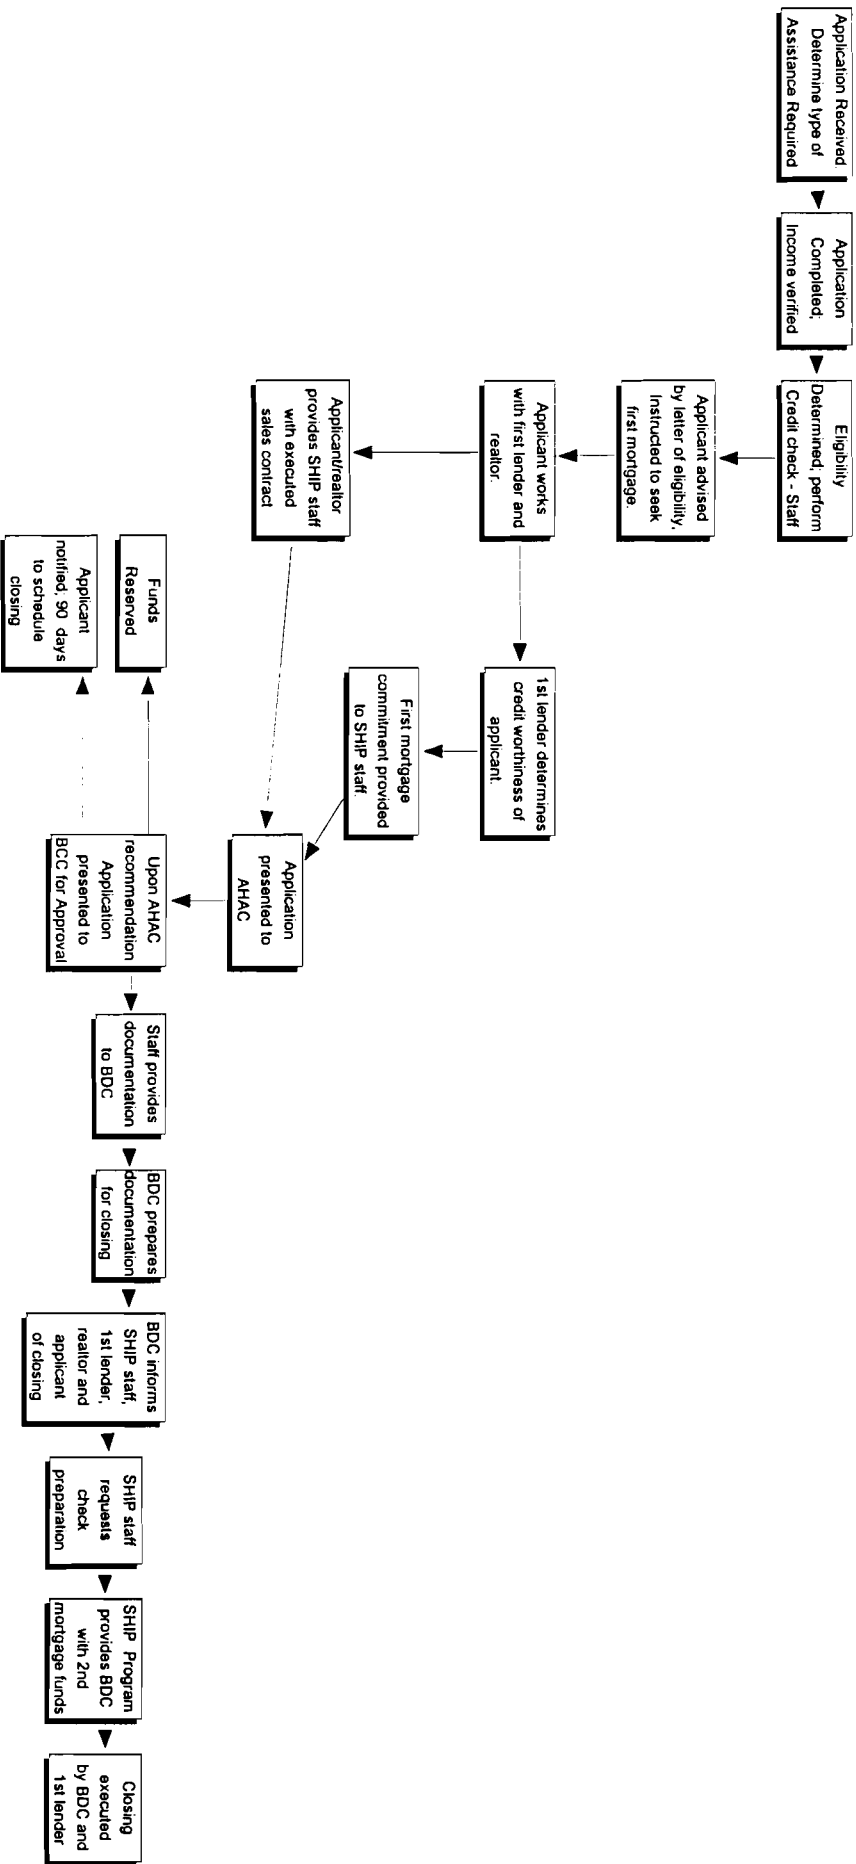 Application Received.
Determine type of
Assistance Required
Application
Completed;
Income verified
Eligibility
Determined; perform
Credit check - Staff
Applicant advised
by letter of eligibility,
Instructed to seek
first mortgage.
Applicant works
with first lender and
realtor.
1st lender determines
credit worthiness of
applicant.
Applicant/realtor
provides SHIP staff
with executed
sales contract
First mortgage
commitment provided
to SHIP staff.
Application
presented to
AHAC
Upon AHAC
recommendation
Application
presented to
BCC for Approval
Funds
Reserved
Applicant
notified; 90 days
to schedule
closing
Staff provides
documentation
to BDC
BDC prepares
documentation
for closing
BDC informs
SHIP staff,
1st lender,
realtor and
applicant
of closing
SHIP staff
requests
check
preparation
SHIP Program
provides BDC
with 2nd
mortgage funds
Closing
executed
by BDC and
1st lender